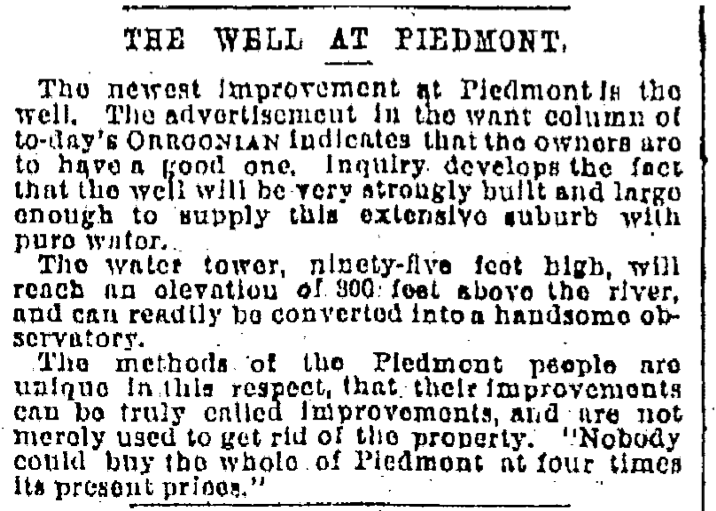 THE WELL AT PIEDMONT.
The newest improvement at Piedmont is the
well. The advertisement in the want column of
to-day's OREGONIAN indicates that the owners are
to have a good one. Inquiry develops the fact
that the well will be very strongly built and large
enough to supply this extensive suburb with
pure water.
The water tower, ninety-five feet high, will
reach an elevation of 300 feet above the river,
and can readily be converted into a handsome ob-
servatory.
The methods of the Piedmont people are
unique in this respect, that their improvements
can be truly called improvements, and are not
merely used to get rid of the property. "Nobody
could buy the whole of Piedmont at four times
its present prices."